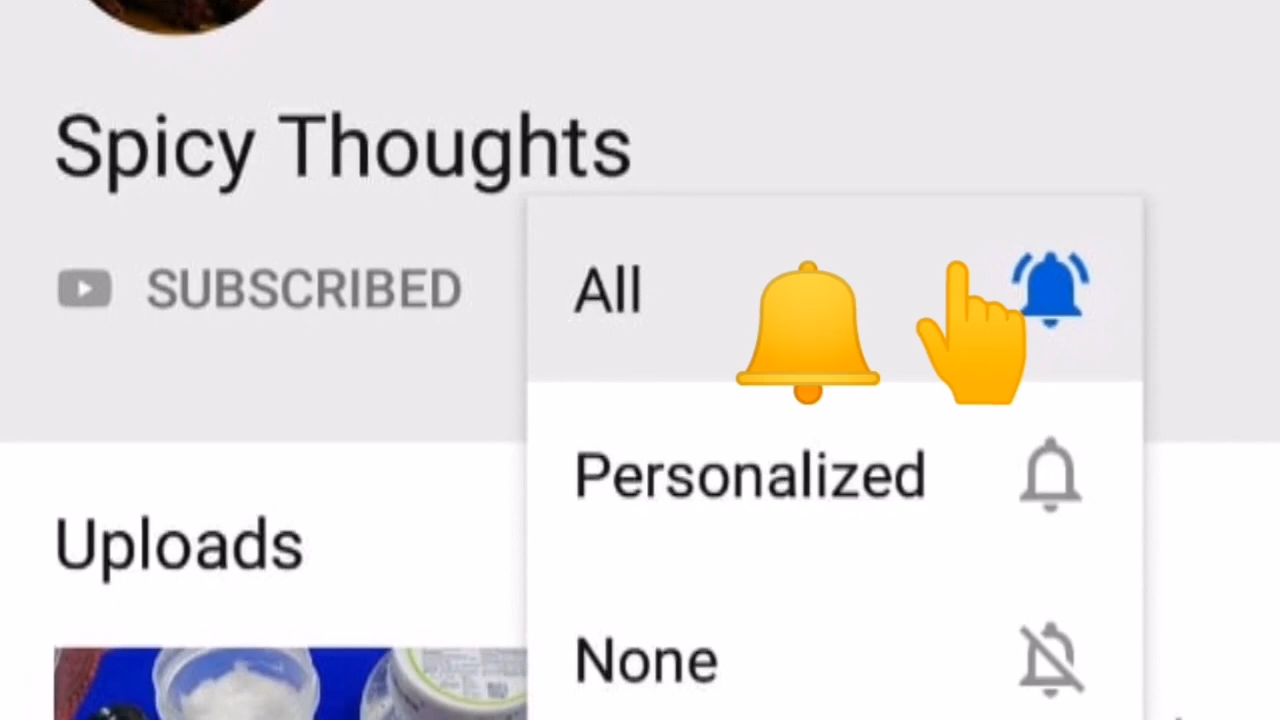 Spicy Thoughts
SUBSCRIBED
All
Personalized
Uploads
None